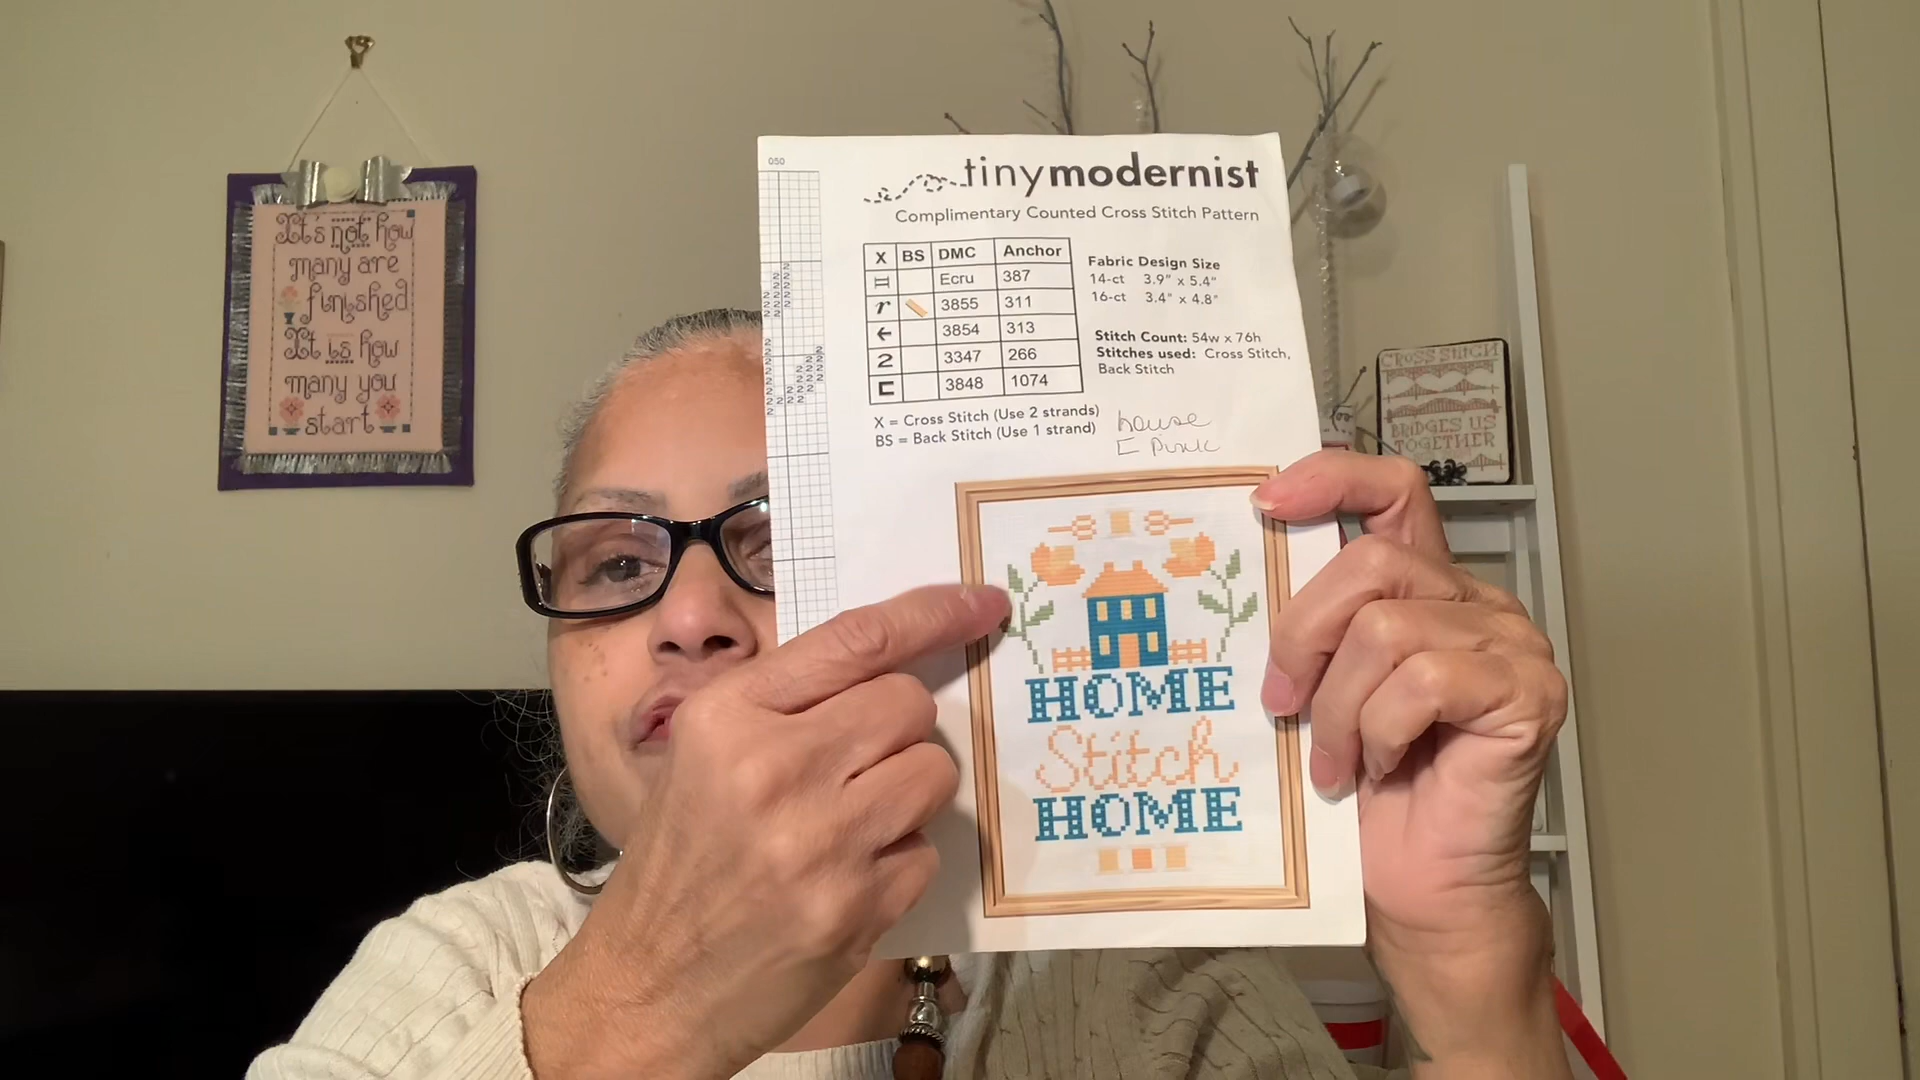 It's not how
many are
finished
It is how
many you
start
050
tinymodernist
Complimentary Counted Cross Stitch Pattern
X BS DMC Anchor
Ecru 387
r 3855 311
← 3854 313
2 3347 266
3848 1074
Fabric Design Size
14-ct 3.9" x 5.4"
16-ct 3.4" x 4.8"
Stitch Count: 54w x 76h
Stitches used: Cross Stitch,
Back Stitch
X = Cross Stitch (Use 2 strands)
BS = Back Stitch (Use 1 strand)
house
HOME
Stitch
HOME
CROSS STITCH
BRIDGES US
TOGETHER